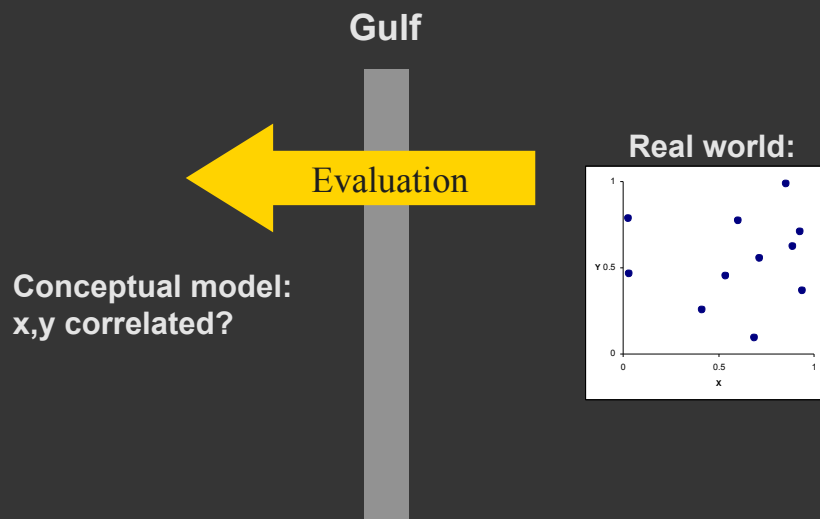 Gulf
Evaluation
Real world:
1
Y 0.5
0
0
0.5
1
x
Conceptual model:
x,y correlated?